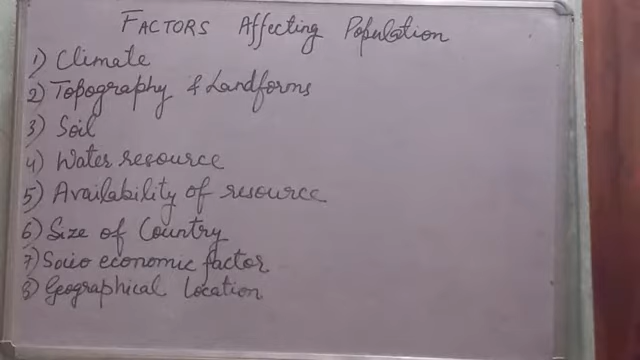 FACTORS Affecting Population
1) Climate
2) Topography & Landforms
3) Soil
4) Water resource
5) Availability of resource
6) Size of Country
7) Socio economic factor
8) Geographical Location